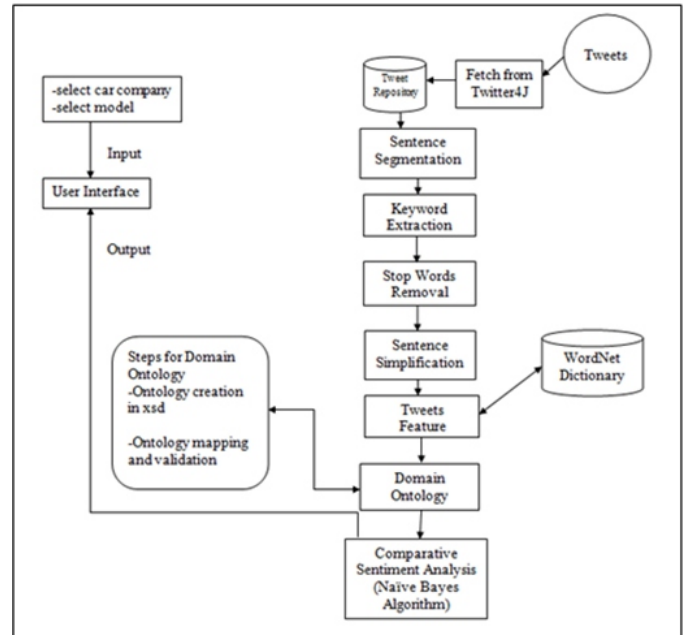 Tweets
Fetch from
Twitter4J
Tweet
Repository
-select car company
-select model
Input
User Interface
Output
Sentence
Segmentation
Keyword
Extraction
Stop Words
Removal
Sentence
Simplification
WordNet
Dictionary
Tweets
Feature
Steps for Domain
Ontology
-Ontology creation
in xsd
-Ontology mapping
and validation
Domain
Ontology
Comparative
Sentiment Analysis
(Naïve Bayes
Algorithm)